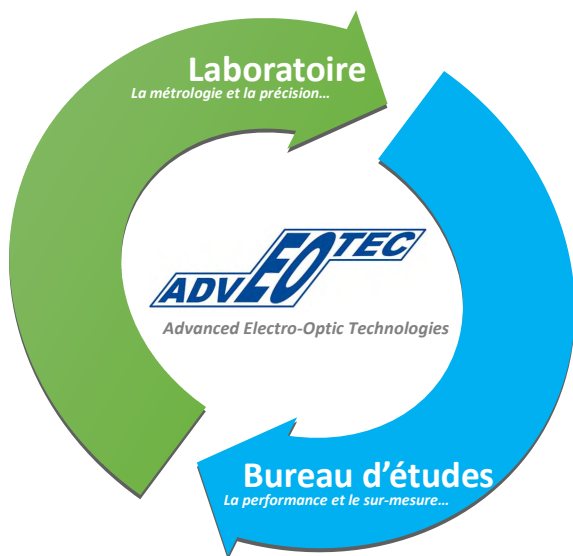 Laboratoire
La métrologie et la précision…
ADVEOTEC
Advanced Electro-Optic Technologies
Bureau d’études
La performance et le sur-mesure…